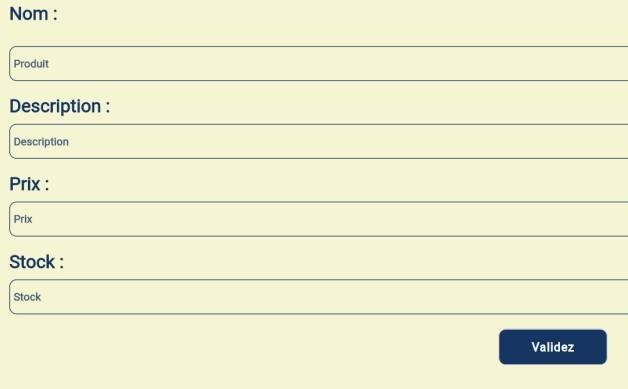 Nom :
Produit
Description :
Description
Prix :
Prix
Stock :
Stock
Validez